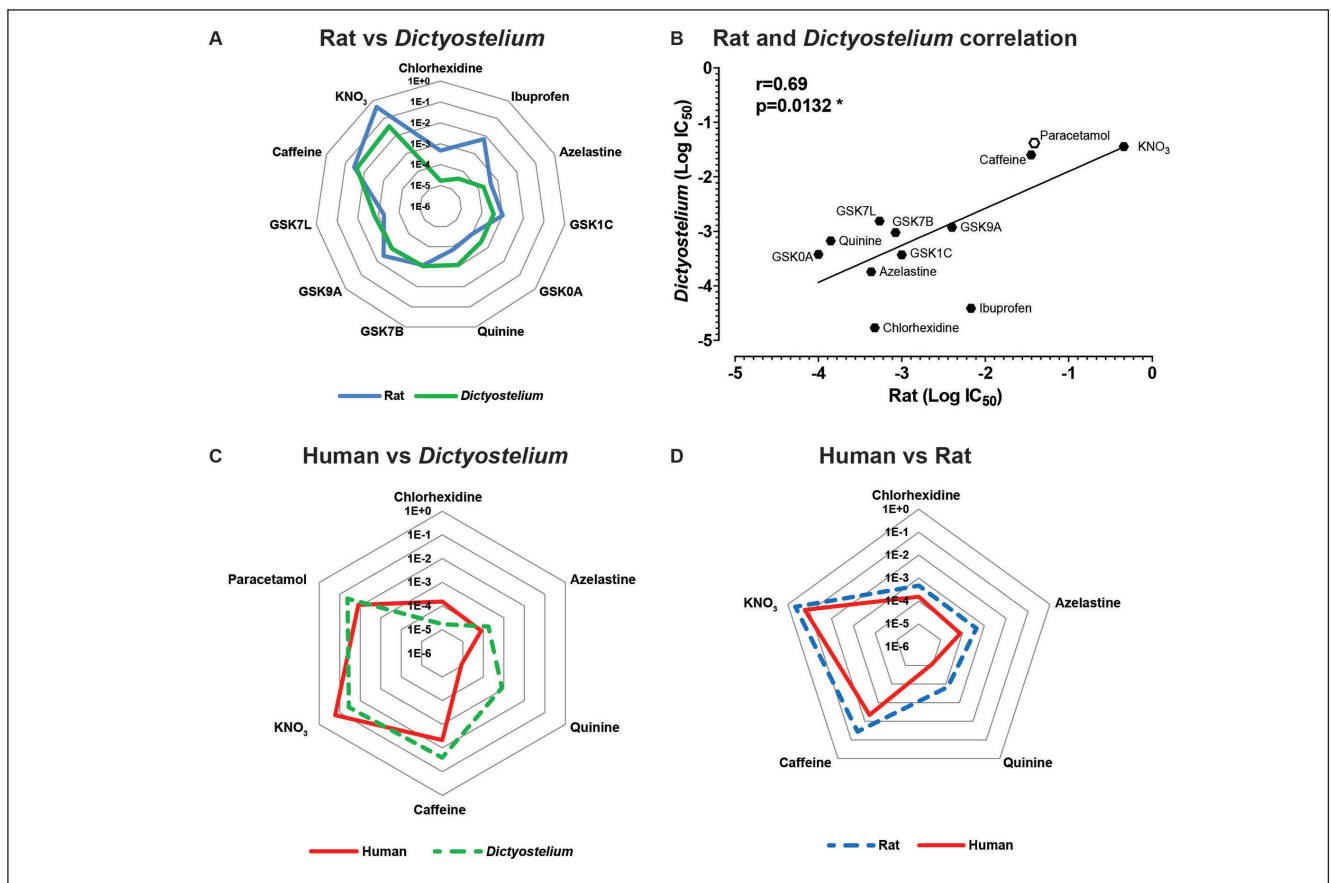 A
Rat vs Dictyostelium
Chlorhexidine
1E+0
KNO₃
Ibuprofen
1E-1
1E-2
Caffeine
1E-3
Azelastine
1E-4
1E-5
GSK7L
1E-6
GSK1C
GSK9A
GSK0A
GSK7B
Quinine
Rat
Dictyostelium
B
Rat and Dictyostelium correlation
r=0.69
p=0.0132 *
Dictyostelium (Log IC₅₀)
0
-1
-2
-3
-4
-5
Paracetamol
Caffeine
KNO₃
GSK7L
GSK7B
GSK9A
Quinine
GSK0A
GSK1C
Azelastine
Ibuprofen
Chlorhexidine
-5
-4
-3
-2
-1
0
Rat (Log IC₅₀)
C
Human vs Dictyostelium
Chlorhexidine
1E+0
1E-1
1E-2
Paracetamol
Azelastine
1E-3
1E-4
1E-5
1E-6
KNO₃
Quinine
Caffeine
Human
Dictyostelium
D
Human vs Rat
Chlorhexidine
1E+0
1E-1
1E-2
1E-3
KNO₃
Azelastine
1E-4
1E-5
1E-6
Caffeine
Quinine
Rat
Human